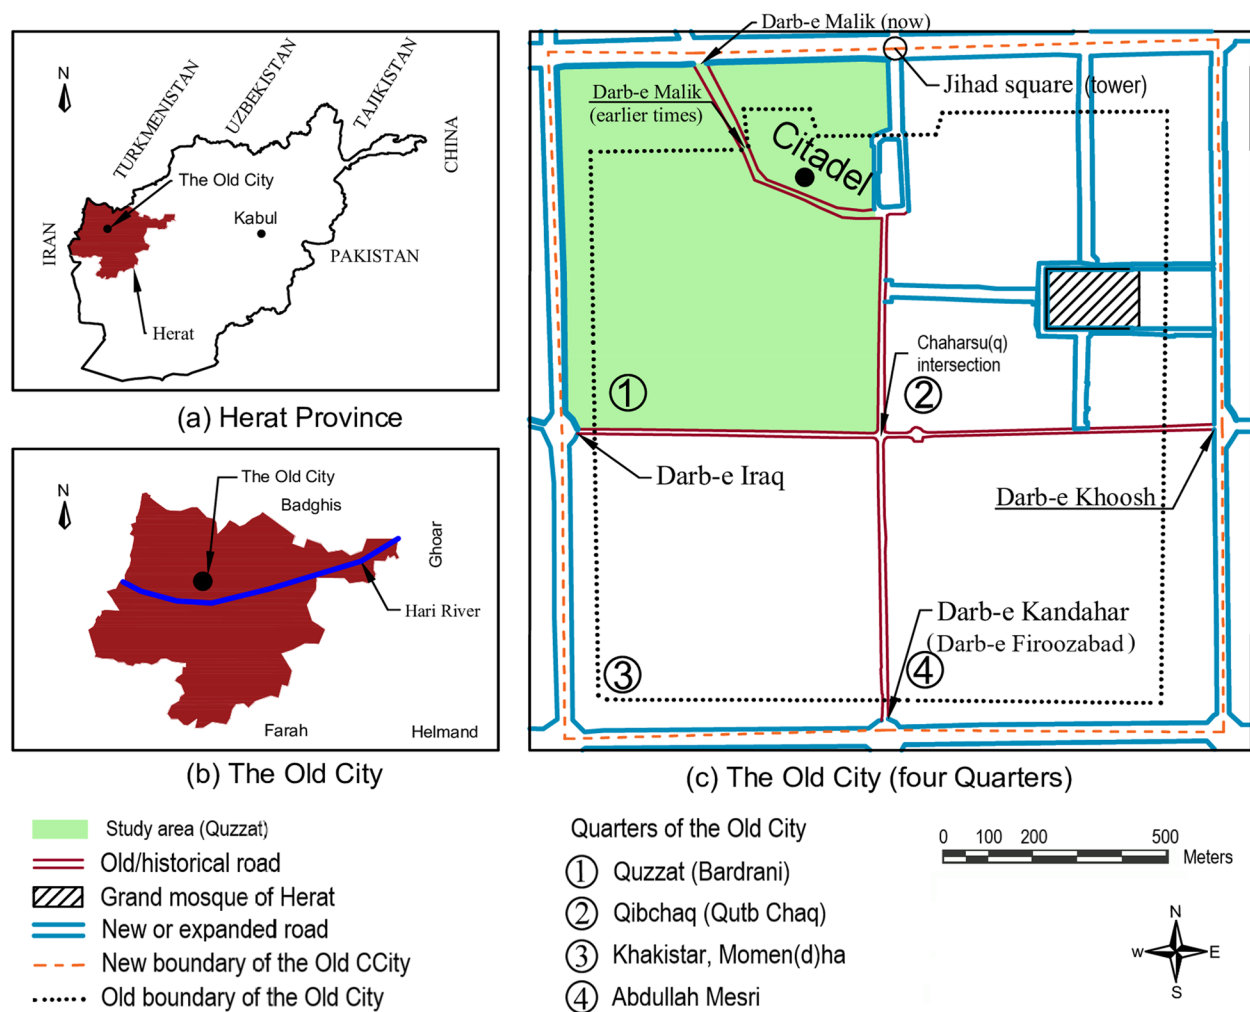 N
TURKMENISTAN
UZBEKISTAN
TAJIKISTAN
CHINA
The Old City
Kabul
IRAN
PAKISTAN
Herat
(a) Herat Province
N
The Old City
Badghis
Ghoar
Hari River
Farah
Helmand
(b) The Old City
Darb-e Malik (now)
Jihad square (tower)
Darb-e Malik
(earlier times)
Citadel
Chaharsu(q)
intersection
1
2
Darb-e Iraq
Darb-e Khoosh
Darb-e Kandahar
(Darb-e Firoozabad)
3
4
(c) The Old City (four Quarters)
Study area (Quzzat)
Old/historical road
Grand mosque of Herat
New or expanded road
New boundary of the Old CCity
Old boundary of the Old City
Quarters of the Old City
1 Quzzat (Bardrani)
2 Qibchaq (Qutb Chaq)
3 Khakistar, Momen(d)ha
4 Abdullah Mesri
0 100 200 500
Meters
N
W E
S